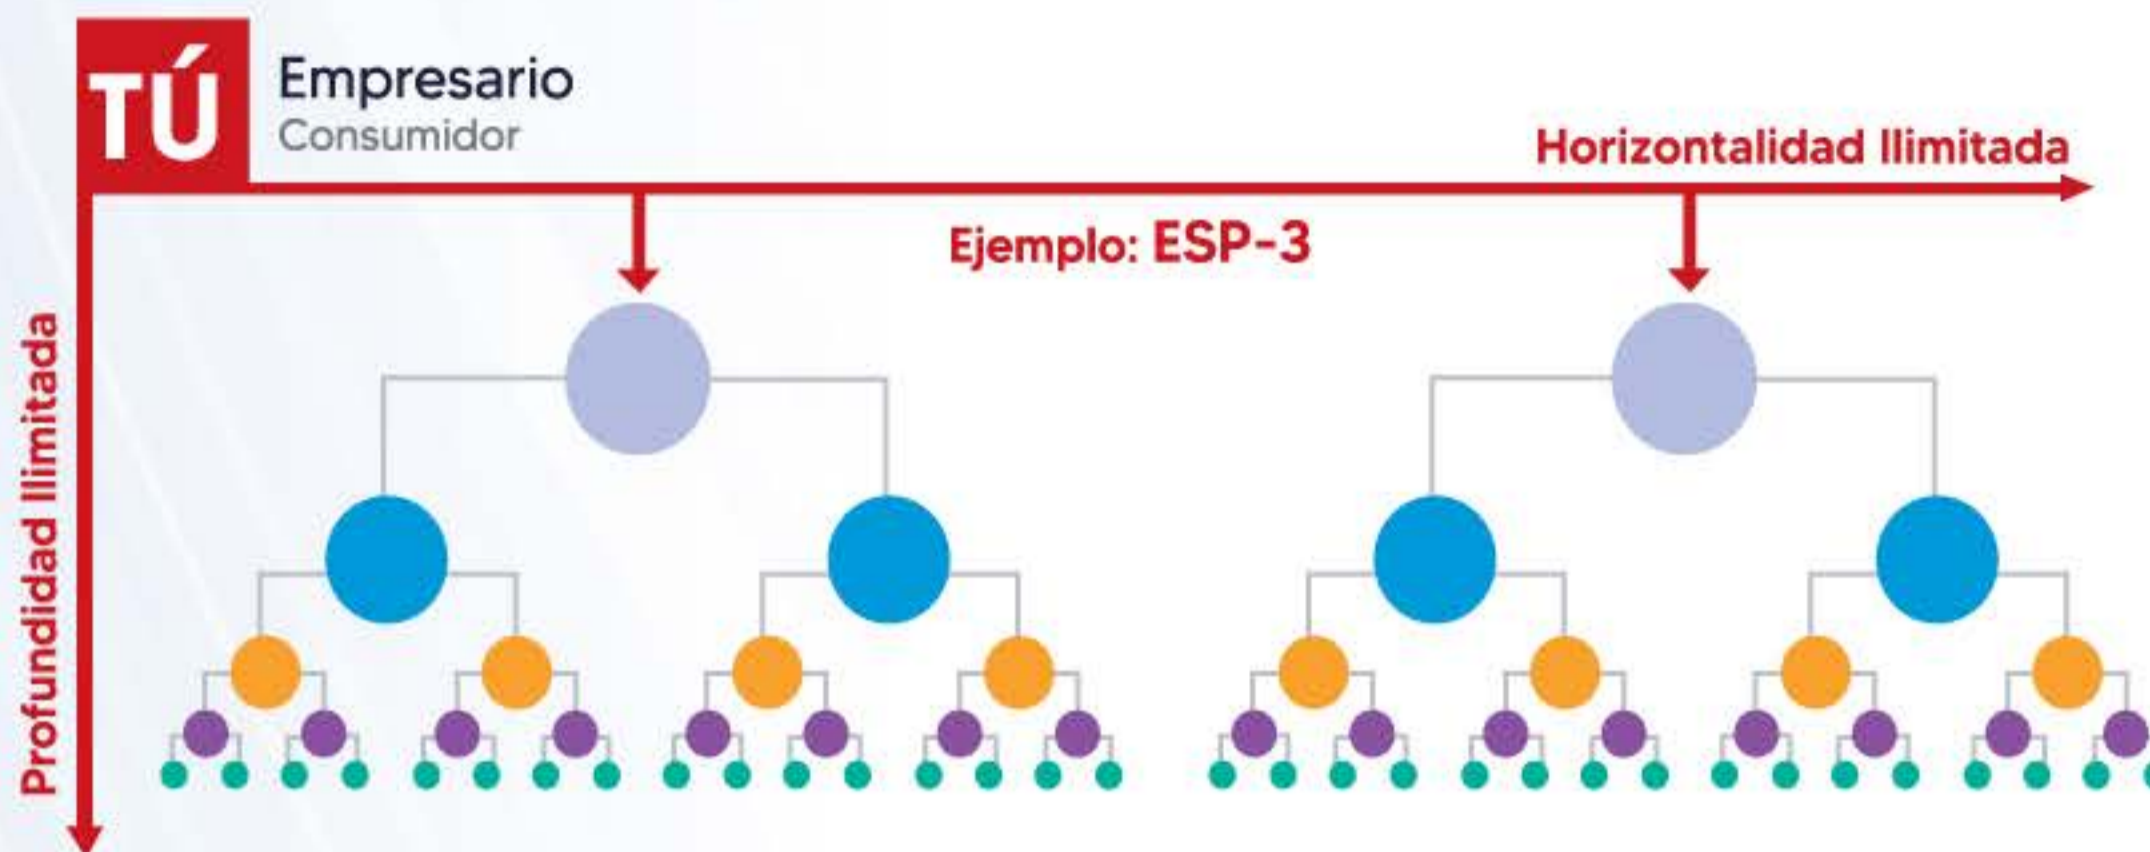 TÚ
Empresario
Consumidor
Horizontalidad Ilimitada
Ejemplo: ESP-3
Profundidad Ilimitada